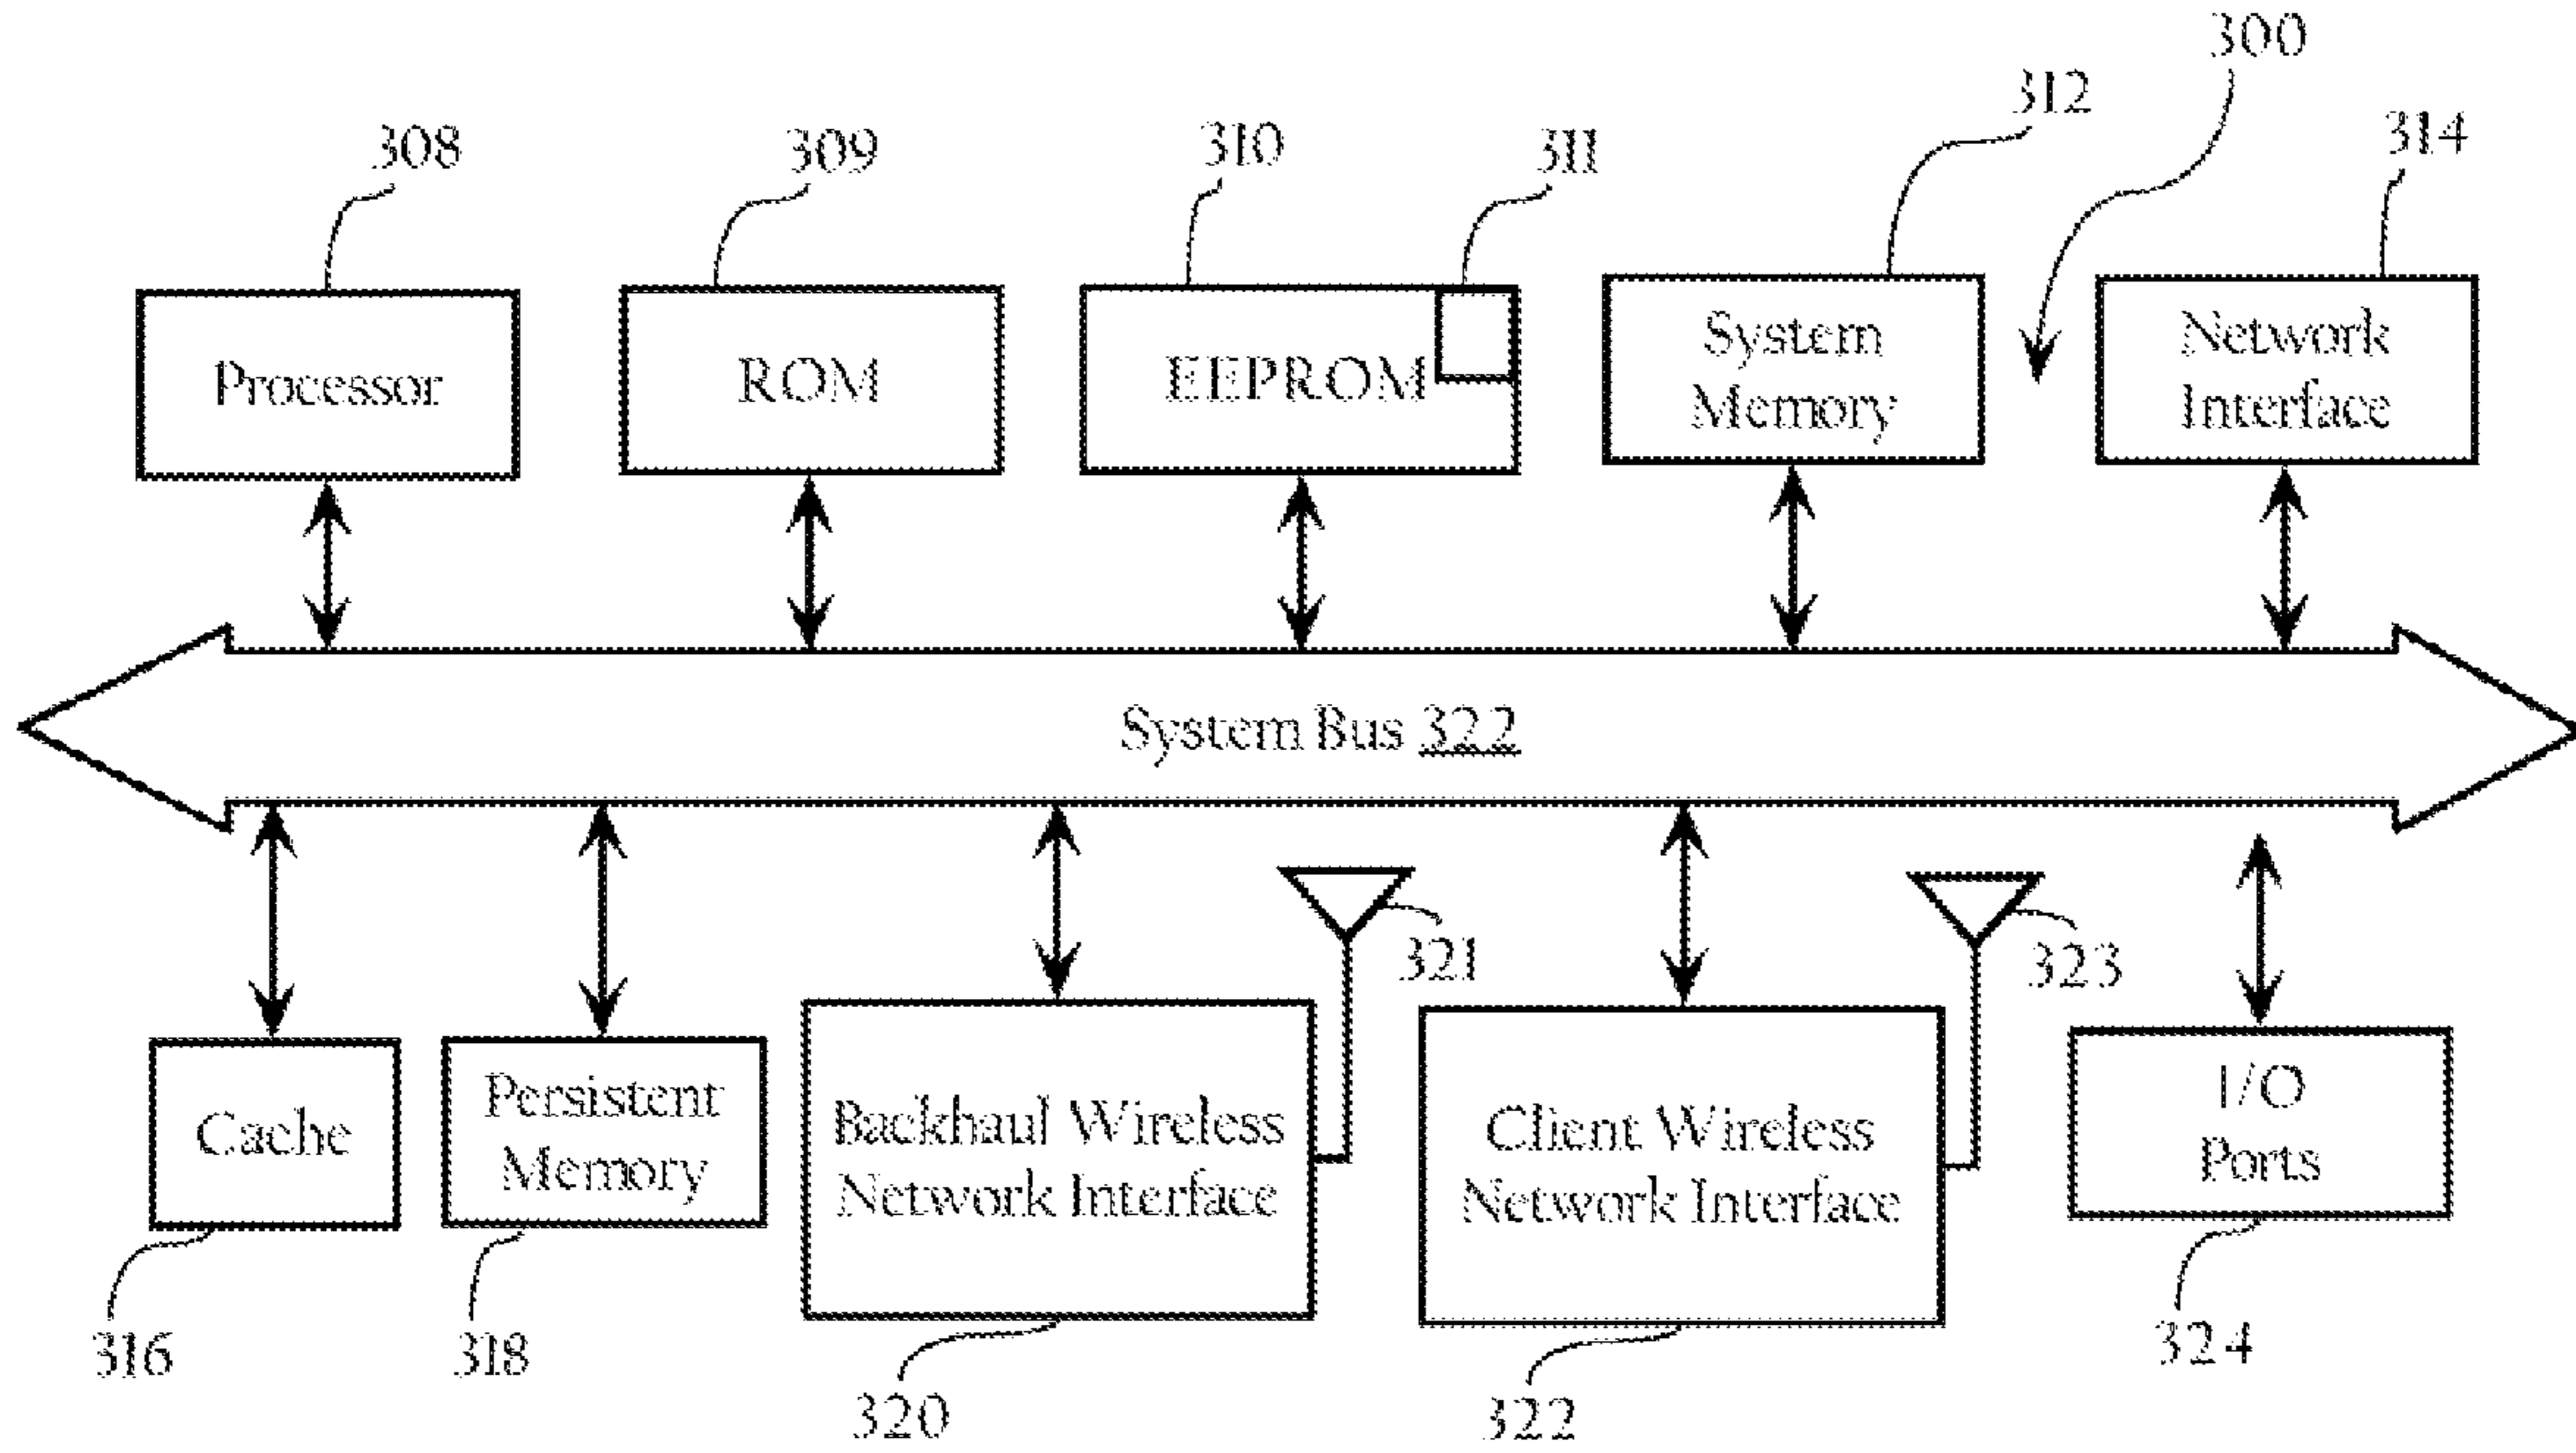 300
312
308
309
310
311
314
Processor
ROM
EEPROM
System
Memory
Network
Interface
System Bus 322
321
323
Cache
Persistent
Memory
Backhaul Wireless
Network Interface
Client Wireless
Network Interface
I/O
Ports
316
318
320
322
324